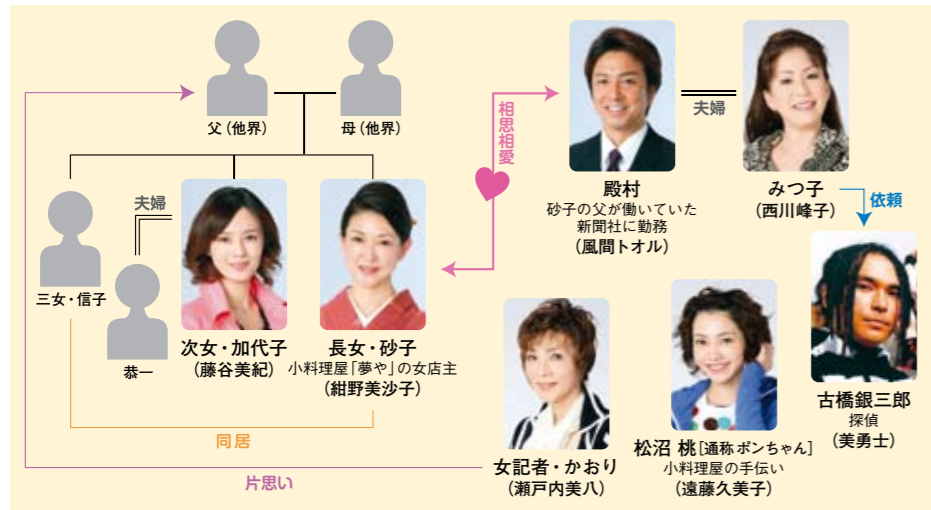 父(他界)
母(他界)
夫婦
三女・信子
恭一
次女・加代子
(藤谷美紀)
長女・砂子
小料理屋「夢や」の女店主
(紺野美沙子)
同居
片思い
相思相愛
殿村
砂子の父が働いていた
新聞社に勤務
(風間トオル)
夫婦
みつ子
(西川峰子)
依頼
古橋銀三郎
探偵
(美勇士)
女記者・かおり
(瀬戸内美八)
松沼 桃[通称ポンちゃん]
小料理屋の手伝い
(遠藤久美子)